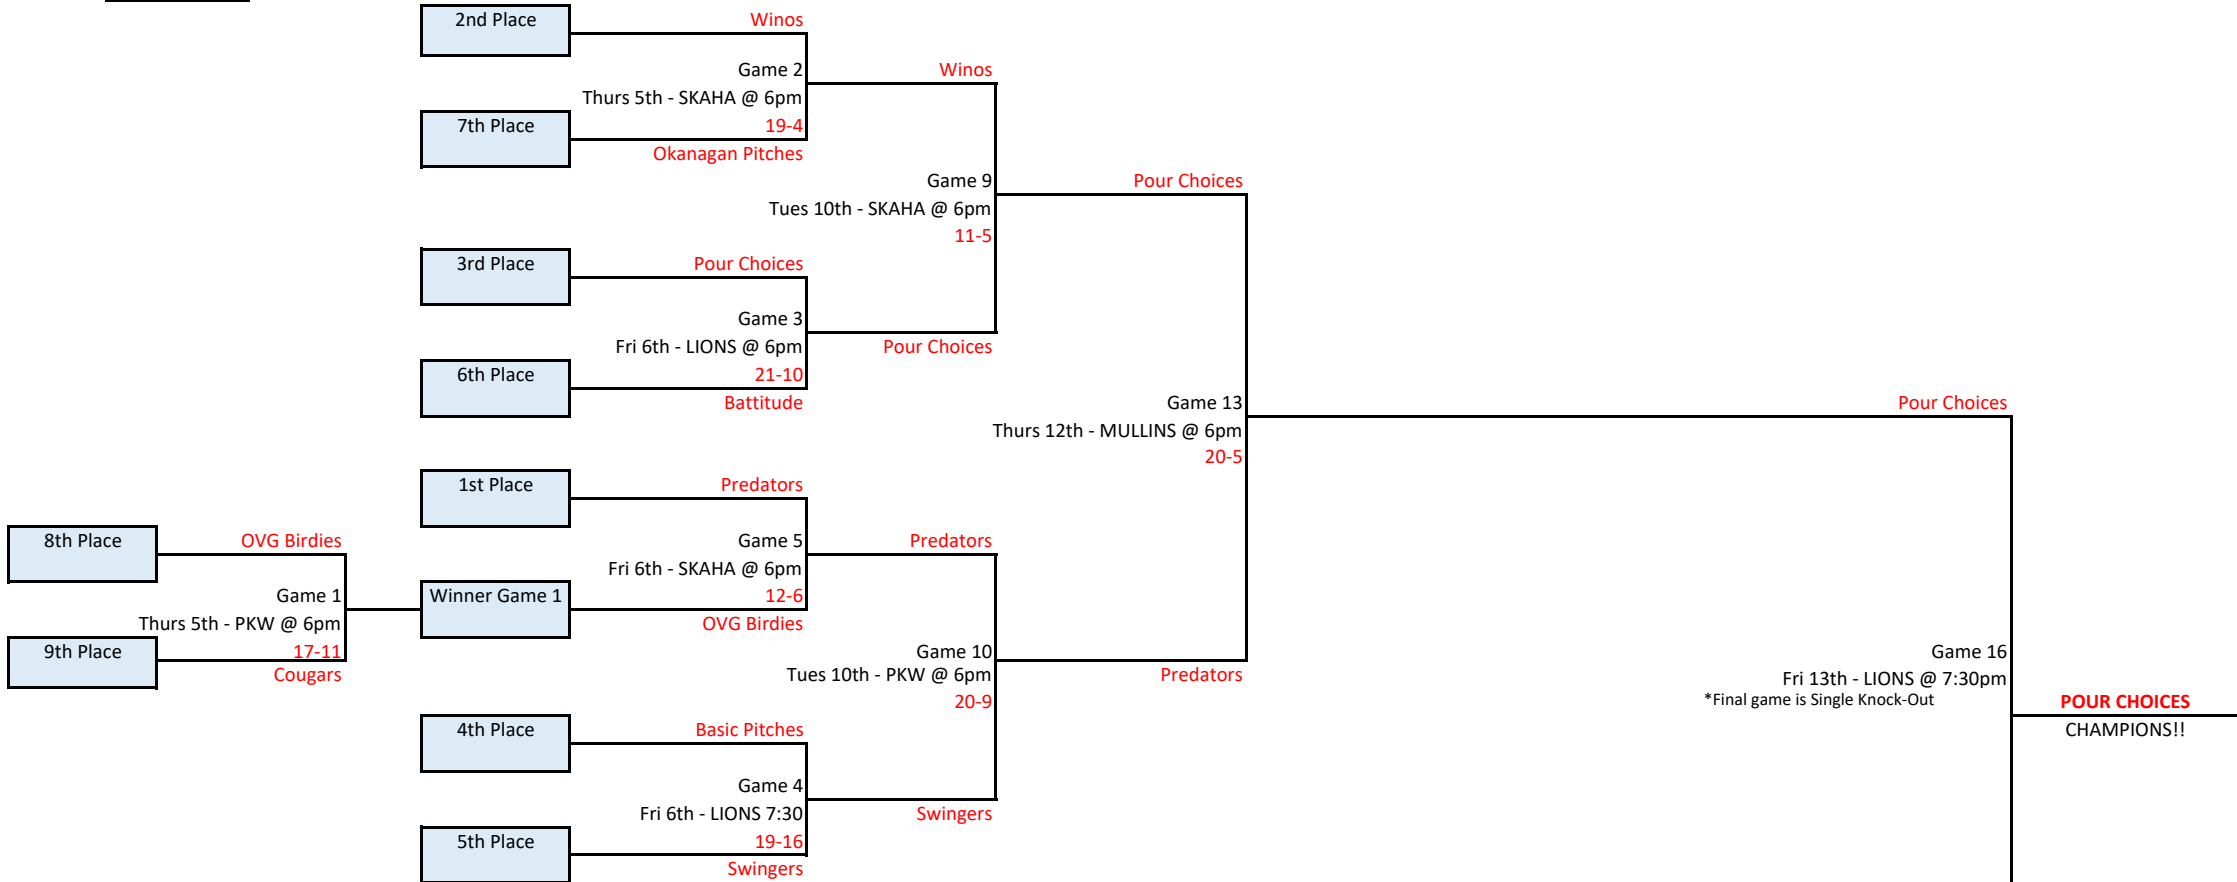 2nd Place
Winos
Game 2
Winos
Thurs 5th - SKAHA @ 6pm
7th Place
19-4
Okanagan Pitches
Game 9
Pour Choices
Tues 10th - SKAHA @ 6pm
11-5
3rd Place
Pour Choices
Game 3
Fri 6th - LIONS @ 6pm
Pour Choices
6th Place
21-10
Battitude
Game 13
Pour Choices
Thurs 12th - MULLINS @ 6pm
20-5
1st Place
Predators
8th Place
OVG Birdies
Game 5
Predators
Fri 6th - SKAHA @ 6pm
Game 1
Winner Game 1
12-6
Thurs 5th - PKW @ 6pm
OVG Birdies
9th Place
17-11
Cougars
Game 10
Tues 10th - PKW @ 6pm
Predators
20-9
Game 16
Fri 13th - LIONS @ 7:30pm
*Final game is Single Knock-Out
POUR CHOICES
CHAMPIONS!!
4th Place
Basic Pitches
Game 4
Fri 6th - LIONS 7:30
Swingers
5th Place
19-16
Swingers